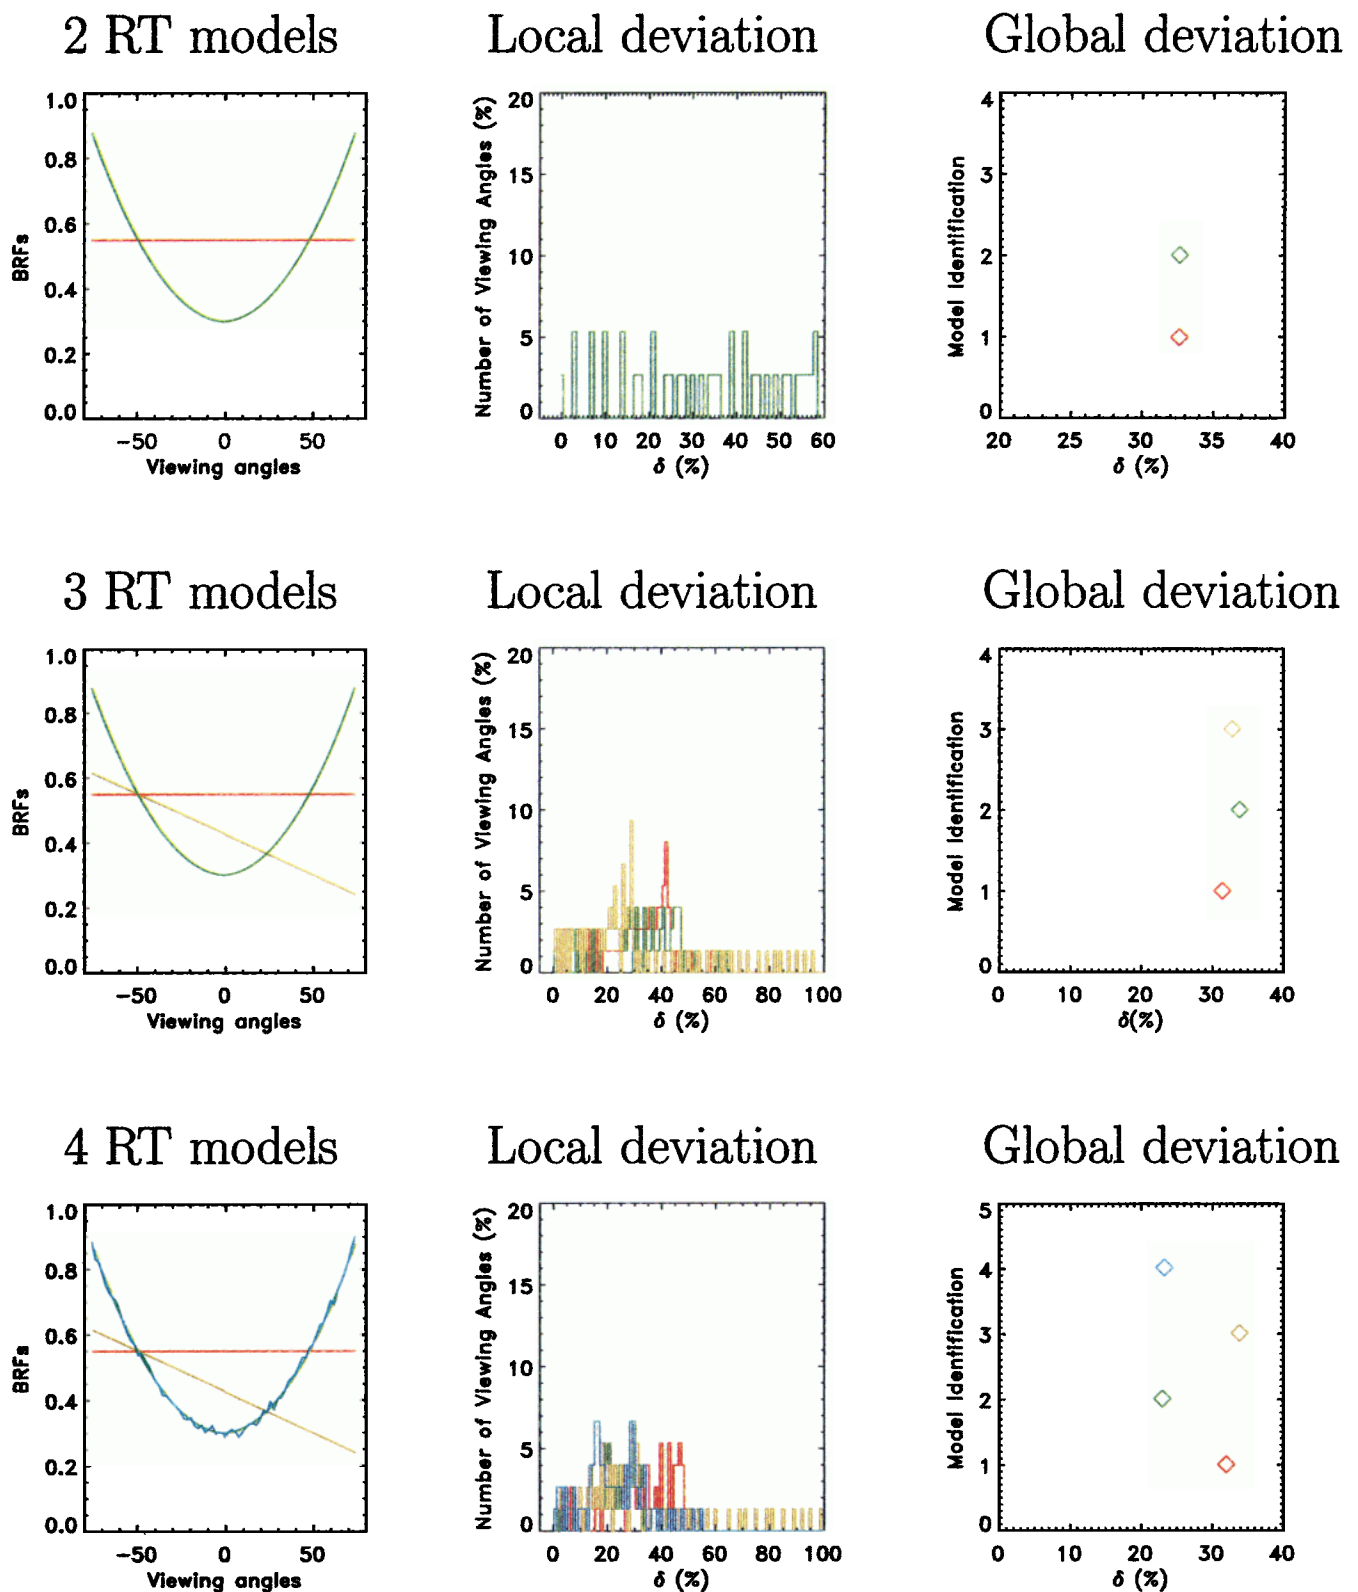 2 RT models
Local deviation
Global deviation
1.0
0.8
0.6
0.4
0.2
0.0
BRFs
-50 0 50
Viewing angles
20
15
10
5
0
Number of Viewing Angles (%)
0 10 20 30 40 50 60
δ (%)
4
3
2
1
0
Model Identification
20 25 30 35 40
δ (%)
3 RT models
Local deviation
Global deviation
1.0
0.8
0.6
0.4
0.2
0.0
BRFs
-50 0 50
Viewing angles
20
15
10
5
0
Number of Viewing Angles (%)
0 20 40 60 80 100
δ (%)
4
3
2
1
0
Model Identification
0 10 20 30 40
δ(%)
4 RT models
Local deviation
Global deviation
1.0
0.8
0.6
0.4
0.2
0.0
BRFs
-50 0 50
Viewing angles
20
15
10
5
0
Number of Viewing Angles (%)
0 20 40 60 80 100
δ (%)
5
4
3
2
1
0
Model Identification
0 10 20 30 40
δ (%)